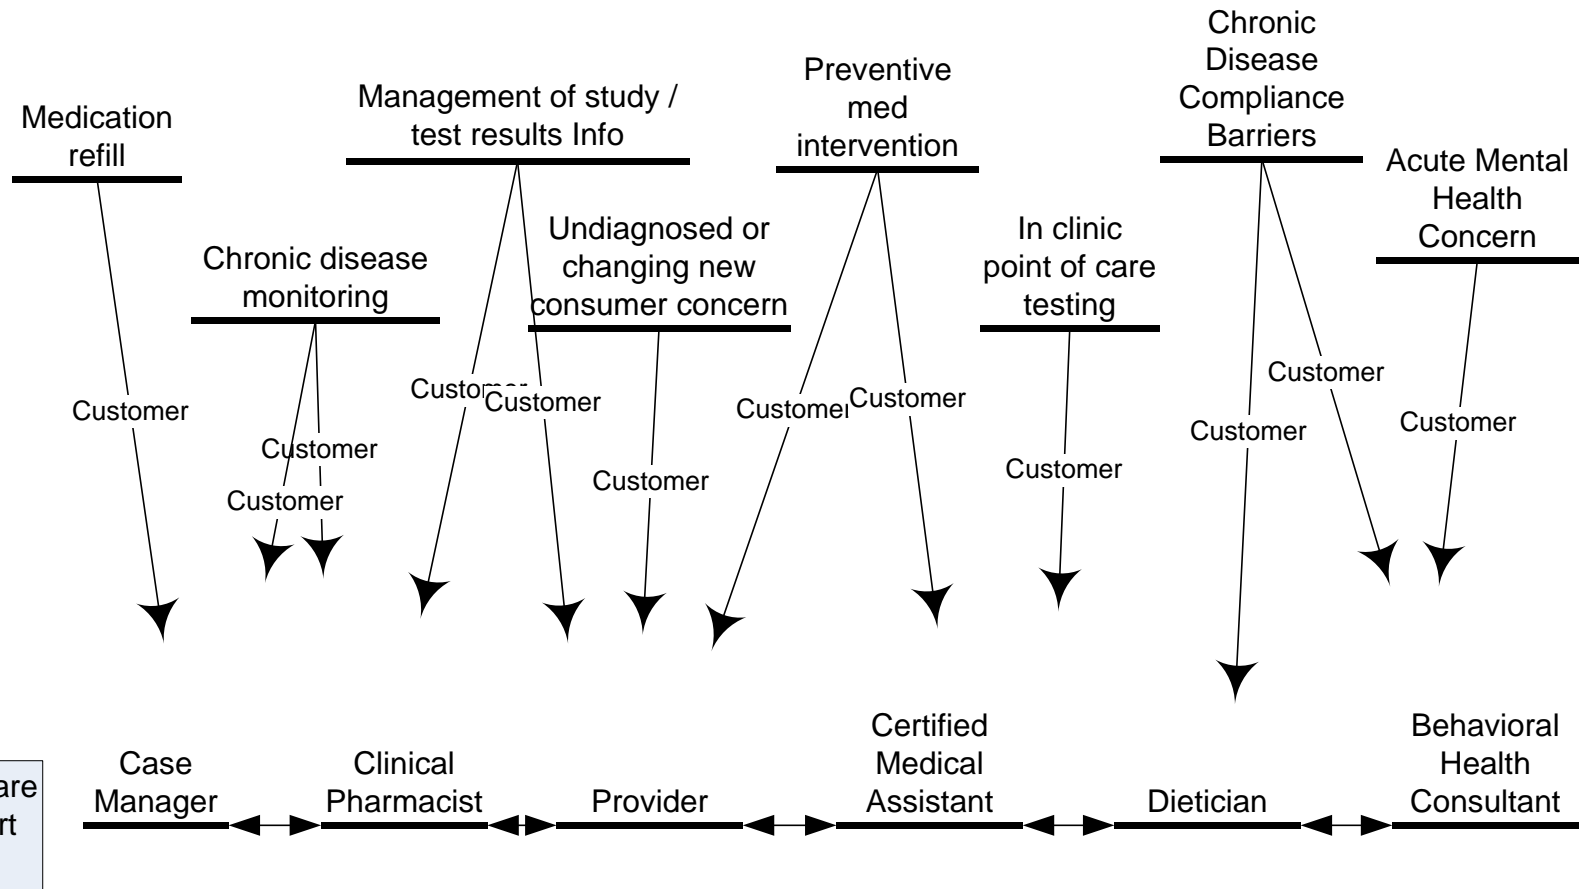 Medication
refill
Management of study /
test results Info
Preventive
med
intervention
Chronic
Disease
Compliance
Barriers
Acute Mental
Health
Concern
Chronic disease
monitoring
Undiagnosed or
changing new
consumer concern
In clinic
point of care
testing
Customer
Customer
Customer
Customer
Customer
Customer
Customer
Customer
Customer
Customer
Customer
Customer
Case
Manager
Clinical
Pharmacist
Provider
Certified
Medical
Assistant
Dietician
Behavioral
Health
Consultant